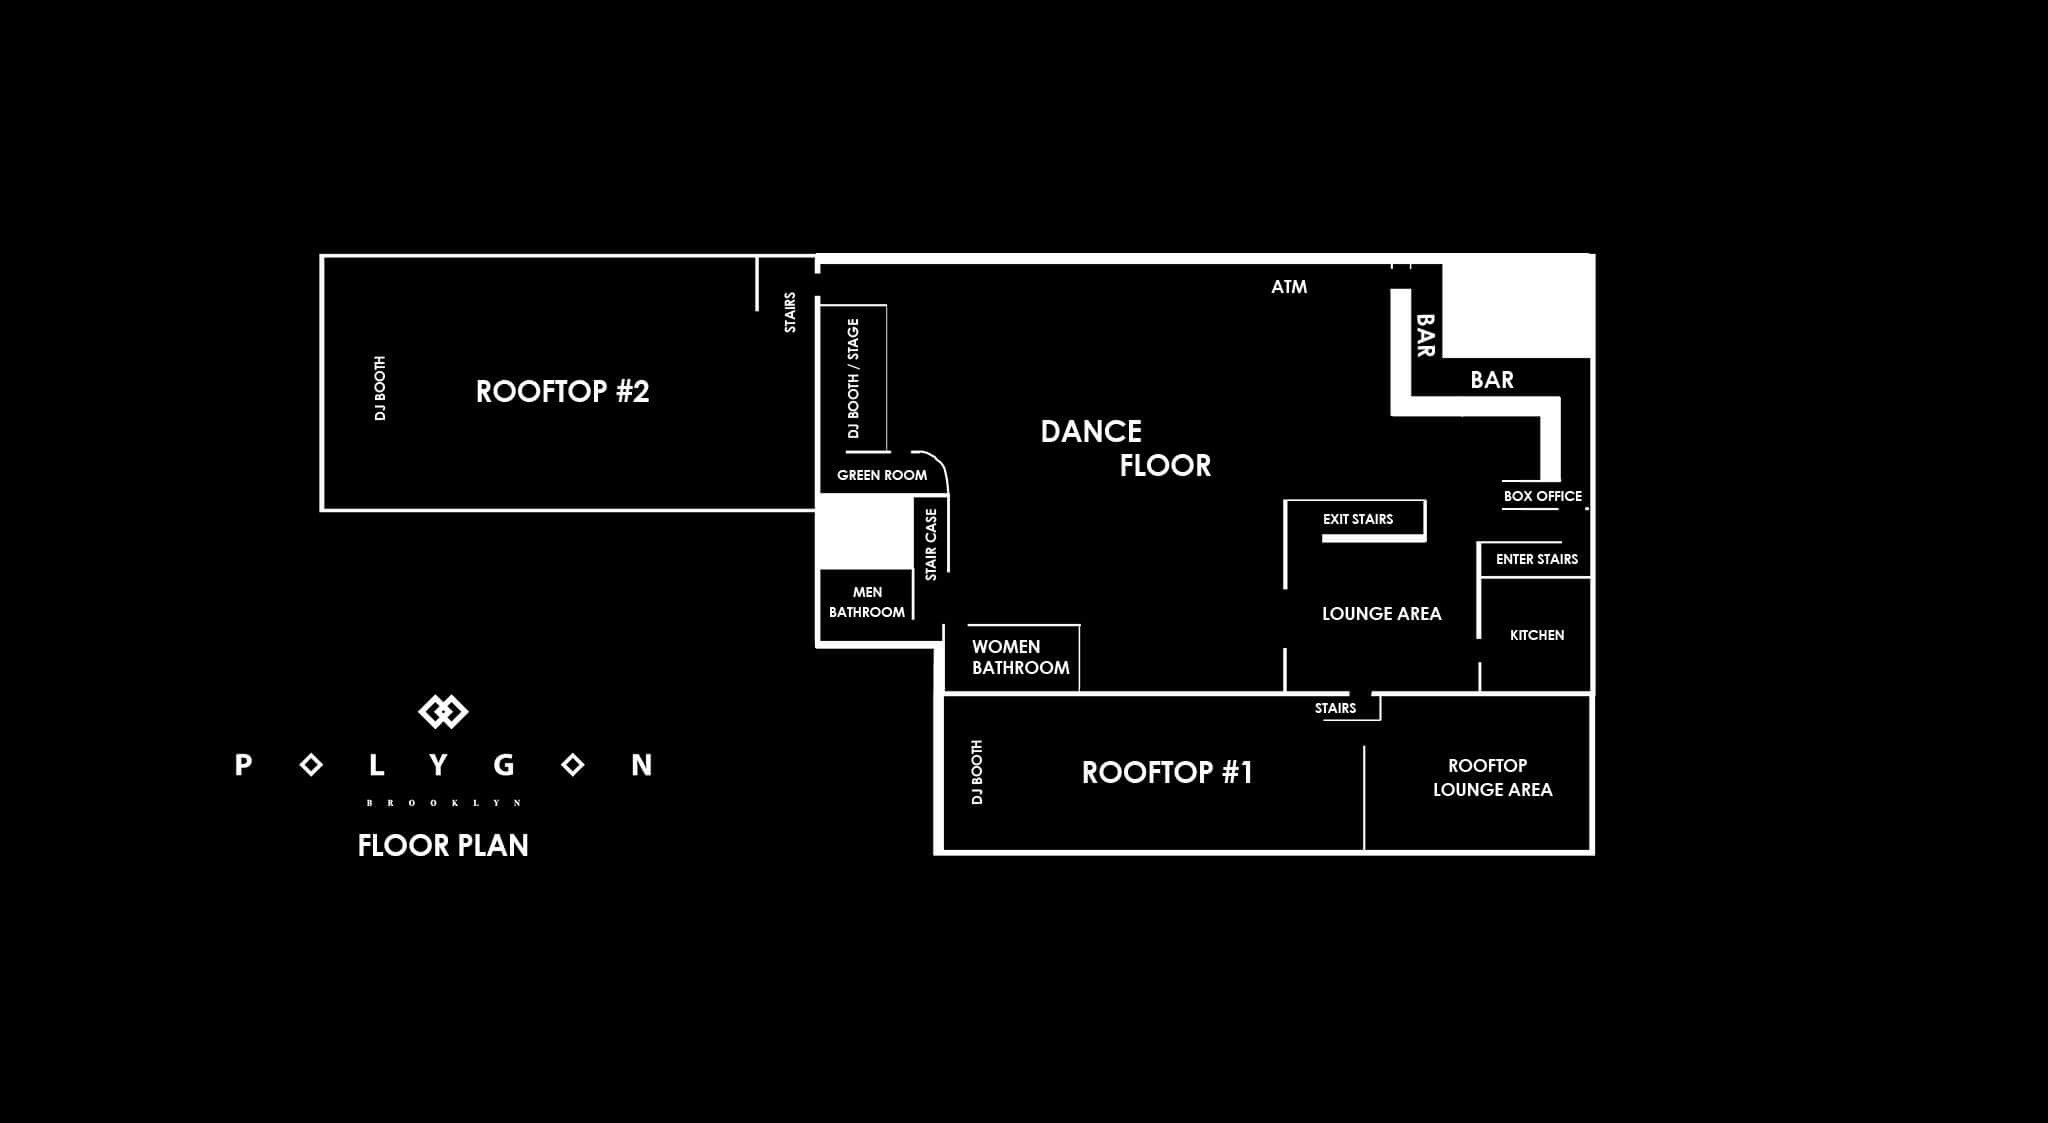 ATM
STAIRS
BAR
DJ BOOTH / STAGE
DJ BOOTH
ROOFTOP #2
BAR
DANCE
FLOOR
GREEN ROOM
BOX OFFICE
EXIT STAIRS
STAIR CASE
ENTER STAIRS
MEN
BATHROOM
LOUNGE AREA
KITCHEN
WOMEN
BATHROOM
STAIRS
DJ BOOTH
ROOFTOP #1
ROOFTOP
LOUNGE AREA
POLYGON
BROOKLYN
FLOOR PLAN